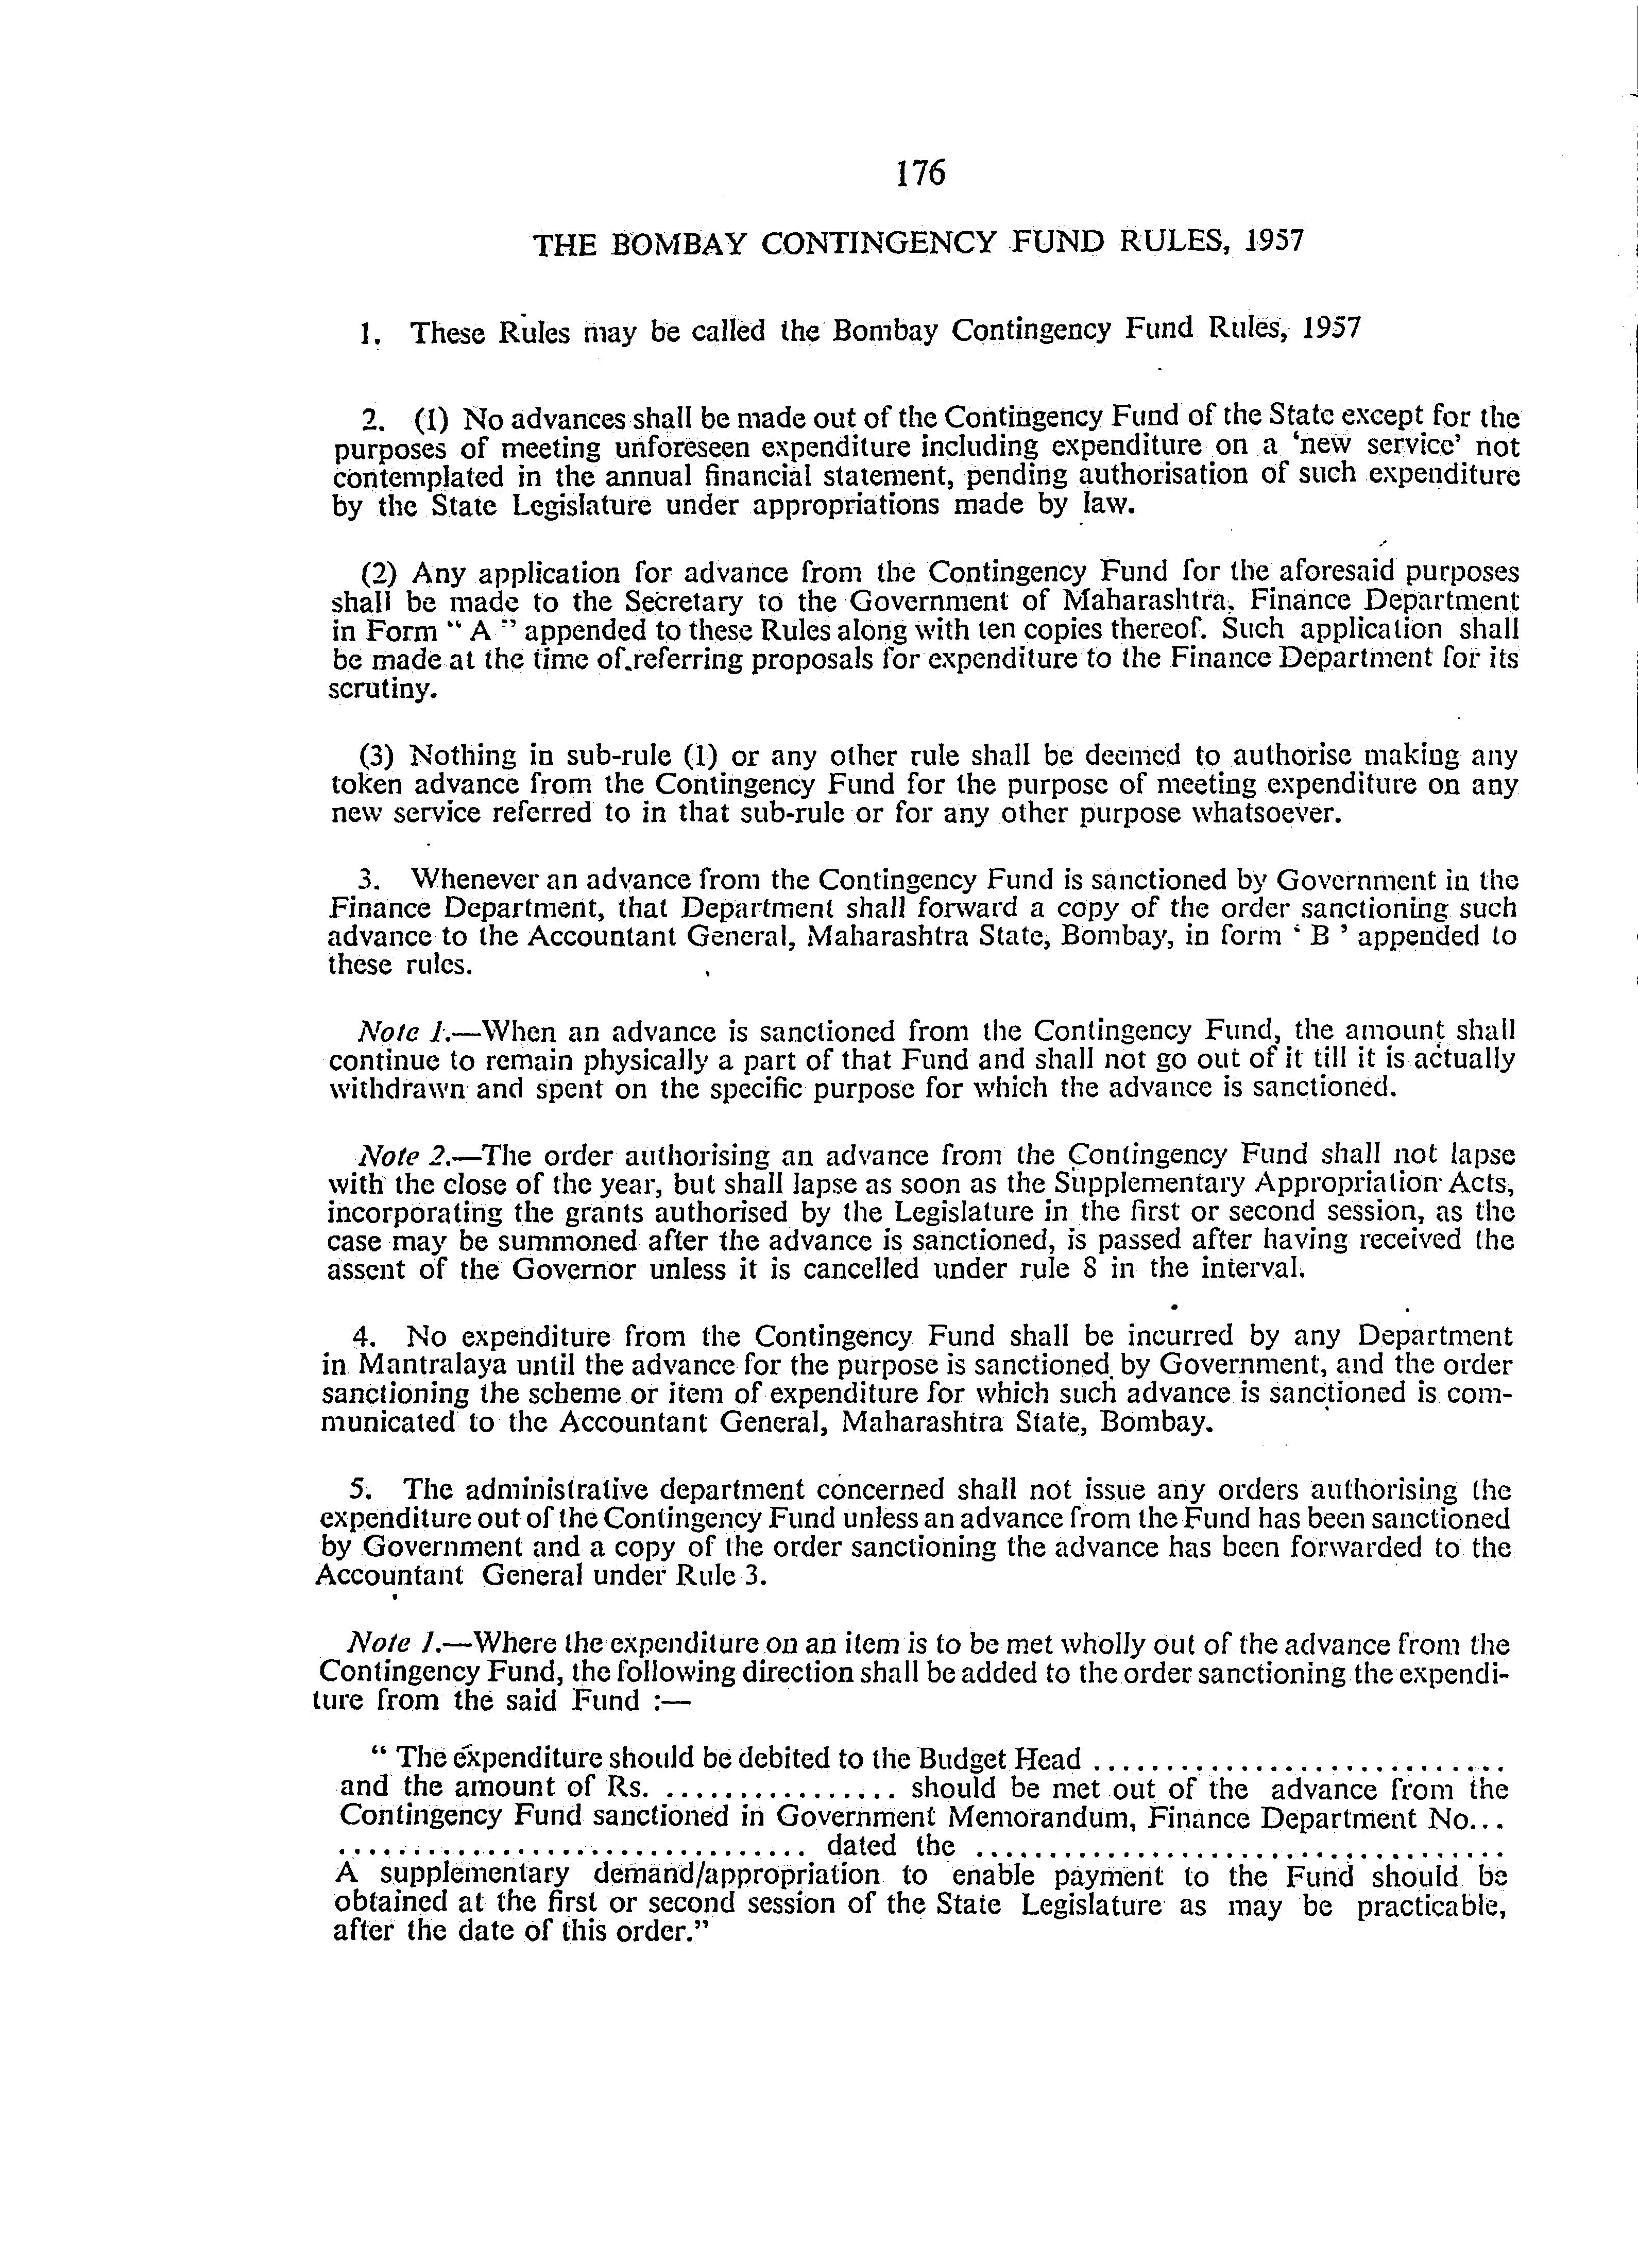 176
THE BOMBAY CONTINGENCY FUND RULES, 1957
1. These Rules may be called the Bombay Contingency Fund Rules, 1957
2. (1) No advances shall be made out of the Contingency Fund of the State except for the
purposes of meeting unforeseen expenditure including expenditure on a 'new service' not
contemplated in the annual financial statement, pending authorisation of such expenditure
by the State Legislature under appropriations made by law.
(2) Any application for advance from the Contingency Fund for the aforesaid purposes
shall be made to the Secretary to the Government of Maharashtra, Finance Department
in Form " A " appended to these Rules along with ten copies thereof. Such application shall
be made at the time of referring proposals for expenditure to the Finance Department for its
scrutiny.
(3) Nothing in sub-rule (1) or any other rule shall be deemed to authorise making any
token advance from the Contingency Fund for the purpose of meeting expenditure on any
new service referred to in that sub-rule or for any other purpose whatsoever.
3. Whenever an advance from the Contingency Fund is sanctioned by Government in the
Finance Department, that Department shall forward a copy of the order sanctioning such
advance to the Accountant General, Maharashtra State, Bombay, in form ' B ' appended to
these rules.
Note 1.—When an advance is sanctioned from the Contingency Fund, the amount shall
continue to remain physically a part of that Fund and shall not go out of it till it is actually
withdrawn and spent on the specific purpose for which the advance is sanctioned.
Note 2.—The order authorising an advance from the Contingency Fund shall not lapse
with the close of the year, but shall lapse as soon as the Supplementary Appropriation Acts,
incorporating the grants authorised by the Legislature in the first or second session, as the
case may be summoned after the advance is sanctioned, is passed after having received the
assent of the Governor unless it is cancelled under rule 8 in the interval.
4. No expenditure from the Contingency Fund shall be incurred by any Department
in Mantralaya until the advance for the purpose is sanctioned by Government, and the order
sanctioning the scheme or item of expenditure for which such advance is sanctioned is com-
municated to the Accountant General, Maharashtra State, Bombay.
5. The administrative department concerned shall not issue any orders authorising the
expenditure out of the Contingency Fund unless an advance from the Fund has been sanctioned
by Government and a copy of the order sanctioning the advance has been forwarded to the
Accountant General under Rule 3.
Note 1.—Where the expenditure on an item is to be met wholly out of the advance from the
Contingency Fund, the following direction shall be added to the order sanctioning the expendi-
ture from the said Fund :—
" The expenditure should be debited to the Budget Head ............................
and the amount of Rs. ................ should be met out of the advance from the
Contingency Fund sanctioned in Government Memorandum, Finance Department No...
................................ dated the ....................................
A supplementary demand/appropriation to enable payment to the Fund should be
obtained at the first or second session of the State Legislature as may be practicable,
after the date of this order."